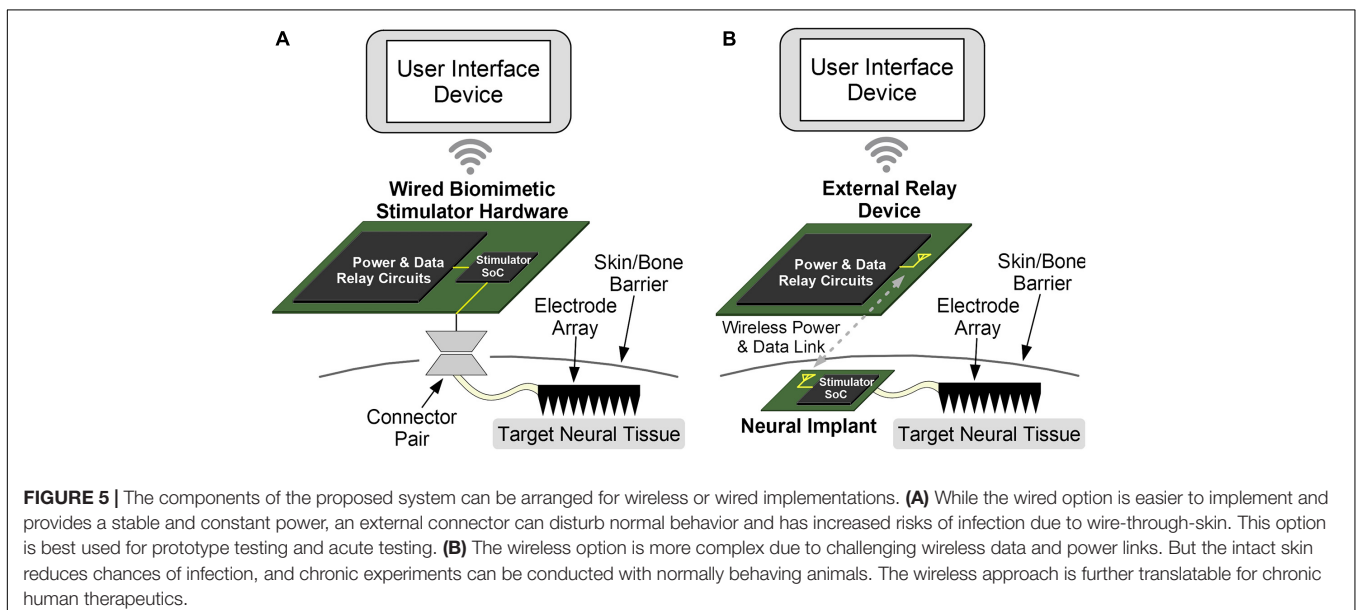 A
User Interface
Device
Wired Biomimetic
Stimulator Hardware
Power & Data
Relay Circuits
Stimulator
SoC
Skin/Bone
Barrier
Electrode
Array
Connector
Pair
Target Neural Tissue
B
User Interface
Device
External Relay
Device
Power & Data
Relay Circuits
Skin/Bone
Barrier
Electrode
Array
Wireless Power
& Data Link
Stimulator
SoC
Neural Implant
Target Neural Tissue
FIGURE 5 | The components of the proposed system can be arranged for wireless or wired implementations. (A) While the wired option is easier to implement and
provides a stable and constant power, an external connector can disturb normal behavior and has increased risks of infection due to wire-through-skin. This option
is best used for prototype testing and acute testing. (B) The wireless option is more complex due to challenging wireless data and power links. But the intact skin
reduces chances of infection, and chronic experiments can be conducted with normally behaving animals. The wireless approach is further translatable for chronic
human therapeutics.